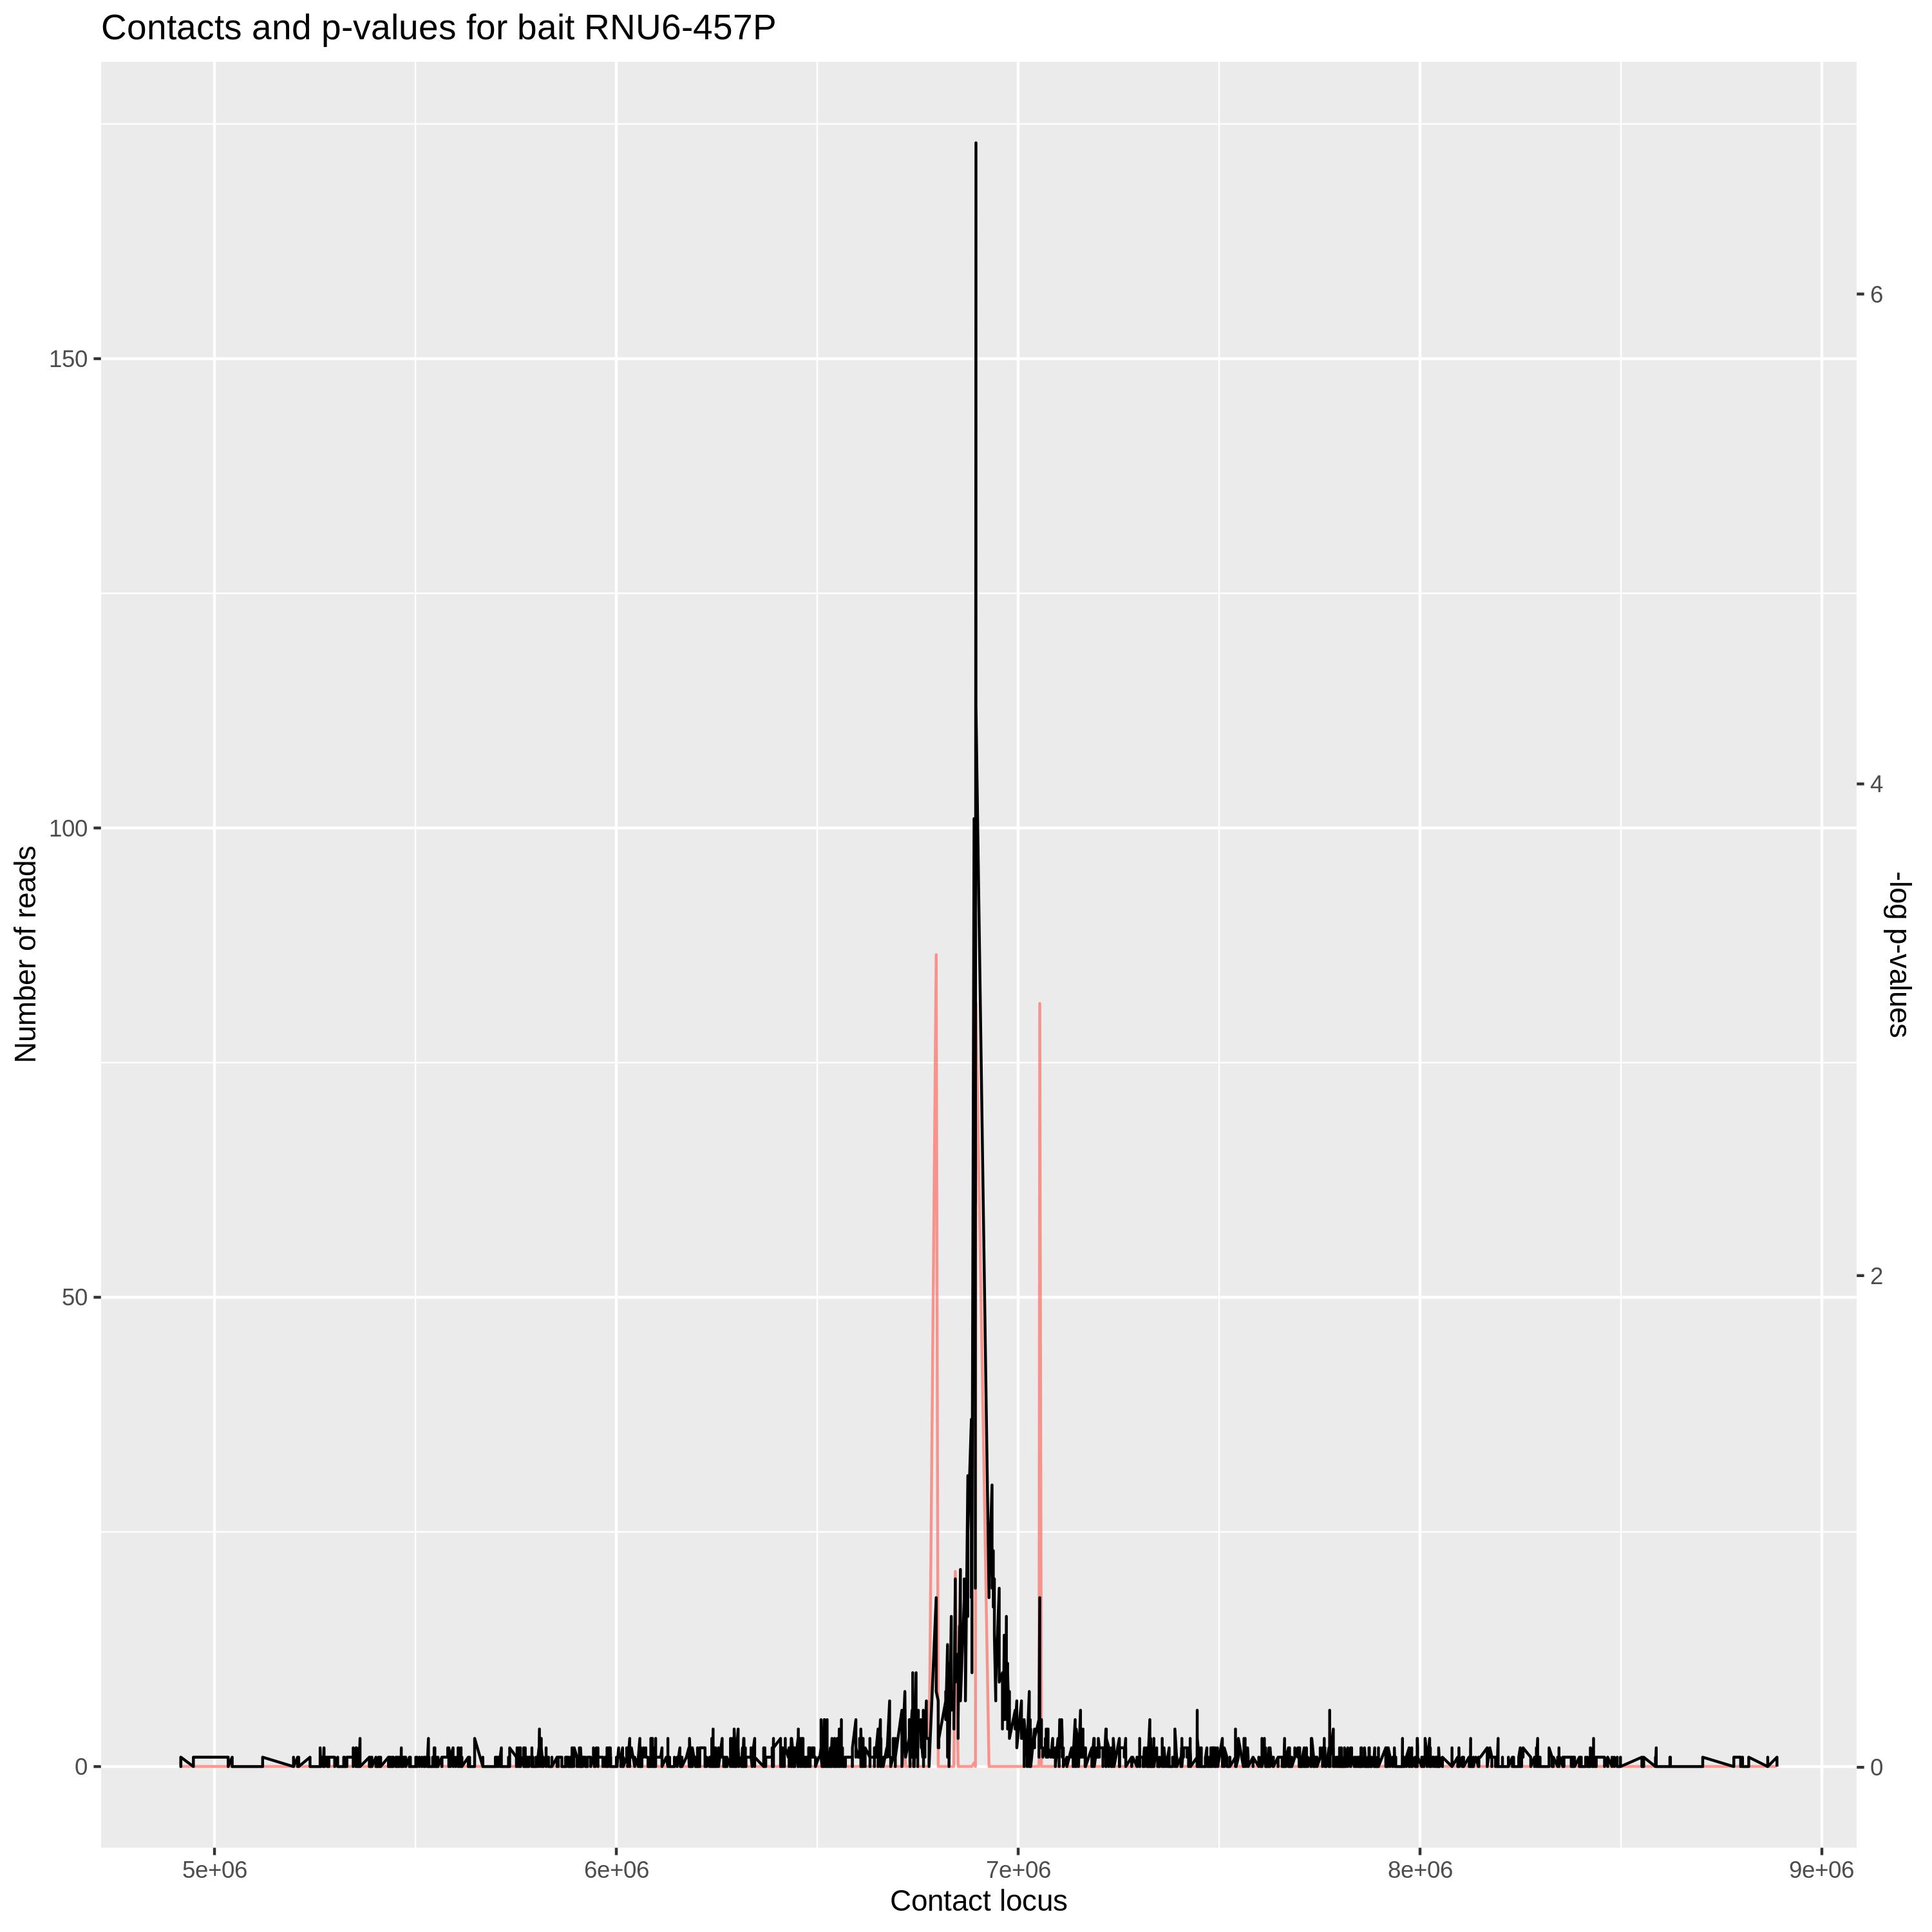 Contacts and p-values for bait RNU6-457P
150
100
50
0
Number of reads
6
4
2
0
-log p-values
5e+06
6e+06
7e+06
8e+06
9e+06
Contact locus